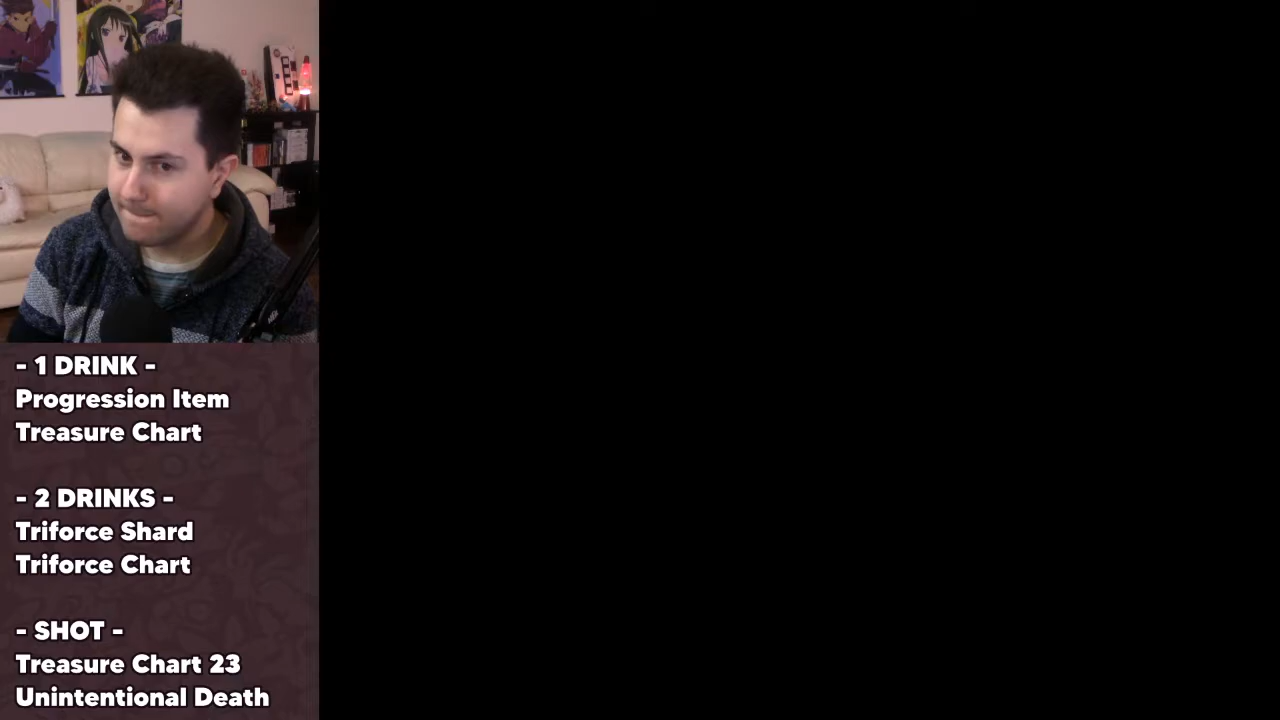 - 1 DRINK -
Progression Item
Treasure Chart
- 2 DRINKS -
Triforce Shard
Triforce Chart
- SHOT -
Treasure Chart 23
Unintentional Death